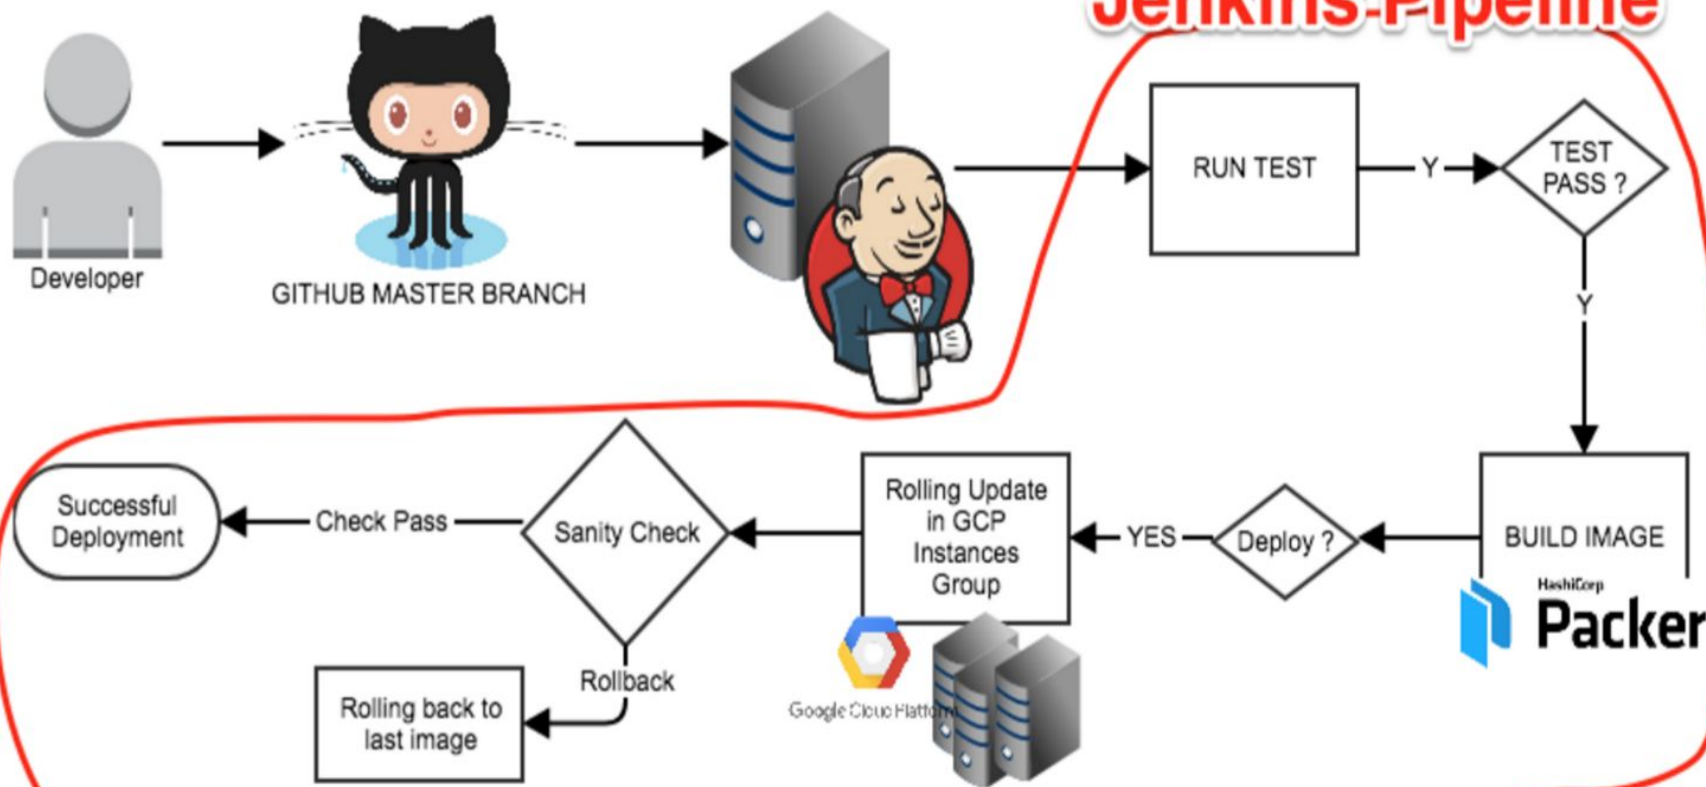 Jenkins-Pipeline
RUN TEST
Y
TEST
PASS ?
Developer
GITHUB MASTER BRANCH
Y
Successful
Deployment
Check Pass
Sanity Check
Rolling Update
in GCP
Instances
Group
YES
Deploy ?
BUILD IMAGE
HashiCorp
Packer
Rollback
Rolling back to
last image
Google Cloud Platform